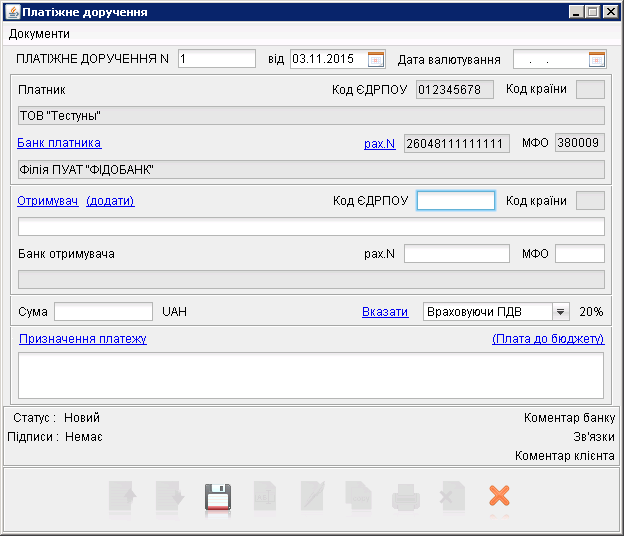 Платіжне доручення
Документи
ПЛАТІЖНЕ ДОРУЧЕННЯ N 1 від 03.11.2015 Дата валютування . .
Платник Код ЄДРПОУ 012345678 Код країни
ТОВ "Тестуны"
Банк платника рах.N 26048111111111 МФО 380009
Філія ПУАТ "ФІДОБАНК"
Отримувач (додати) Код ЄДРПОУ Код країни
Банк отримувача рах.N МФО
Сума UAH Вказати Враховуючи ПДВ 20%
Призначення платежу (Плата до бюджету)
Статус : Новий Коментар банку
Підписи : Немає Зв'язки
Коментар клієнта